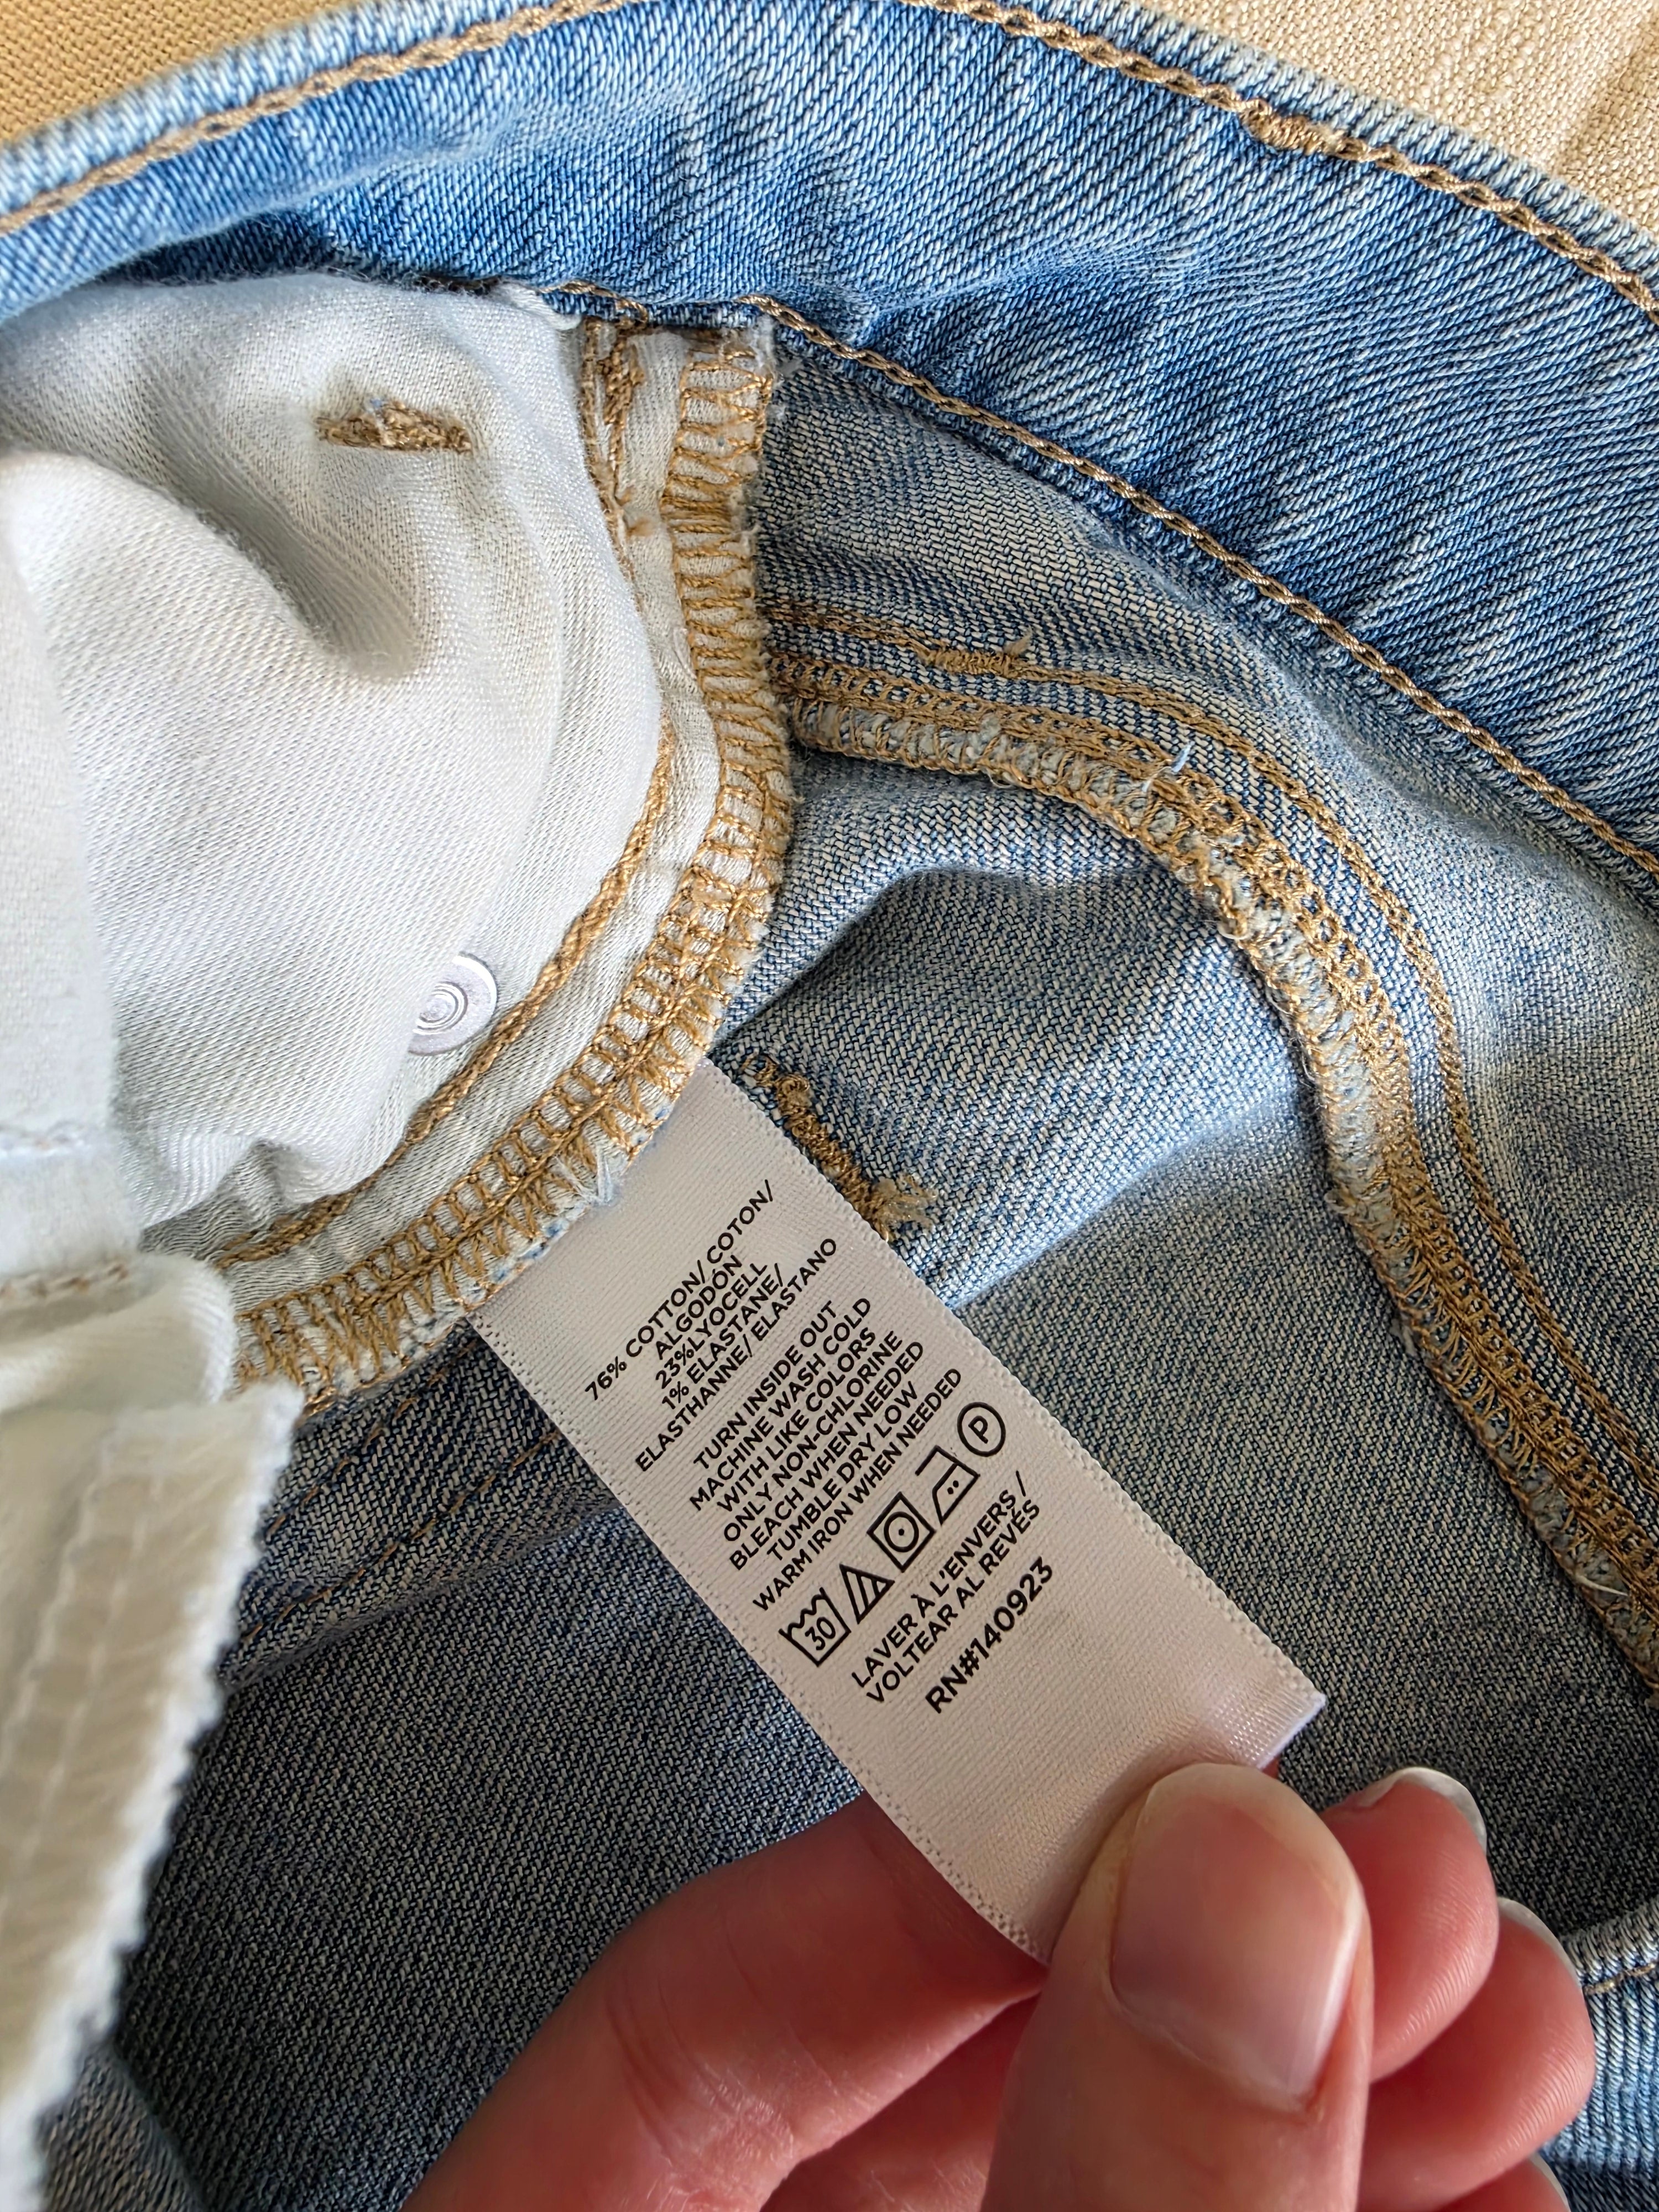 76% COTTON/ COTON/
ALGODÓN
23%LYOCELL
1% ELASTANE/
ELASTHANNE/ ELASTANO
TURN INSIDE OUT
MACHINE WASH COLD
WITH LIKE COLORS
ONLY NON-CHLORINE
BLEACH WHEN NEEDED
TUMBLE DRY LOW
WARM IRON WHEN NEEDED
30 P
LAVER À L'ENVERS /
VOLTEAR AL REVÉS
RN#140923